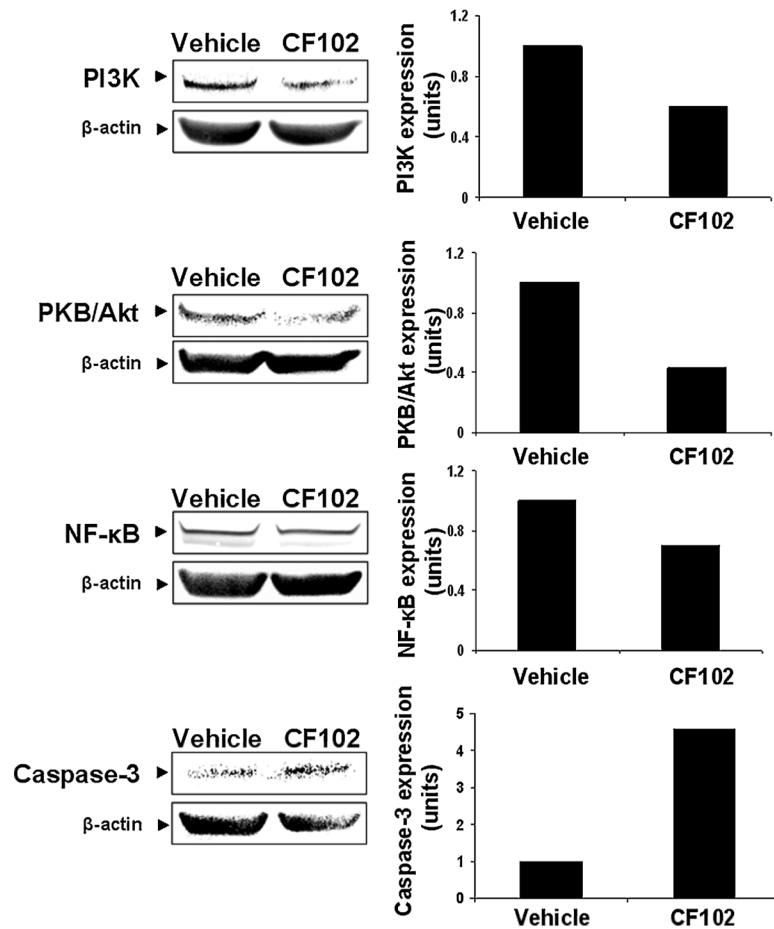 Vehicle CF102
PI3K
β-actin
PI3K expression
(units)
1.2
0.8
0.4
0
Vehicle CF102
Vehicle CF102
PKB/Akt
β-actin
PKB/Akt expression
(units)
1.2
0.8
0.4
0
Vehicle CF102
Vehicle CF102
NF-κB
β-actin
NF-κB expression
(units)
1.2
0.8
0.4
0
Vehicle CF102
Vehicle CF102
Caspase-3
β-actin
Caspase-3 expression
(units)
5
4
3
2
1
0
Vehicle CF102